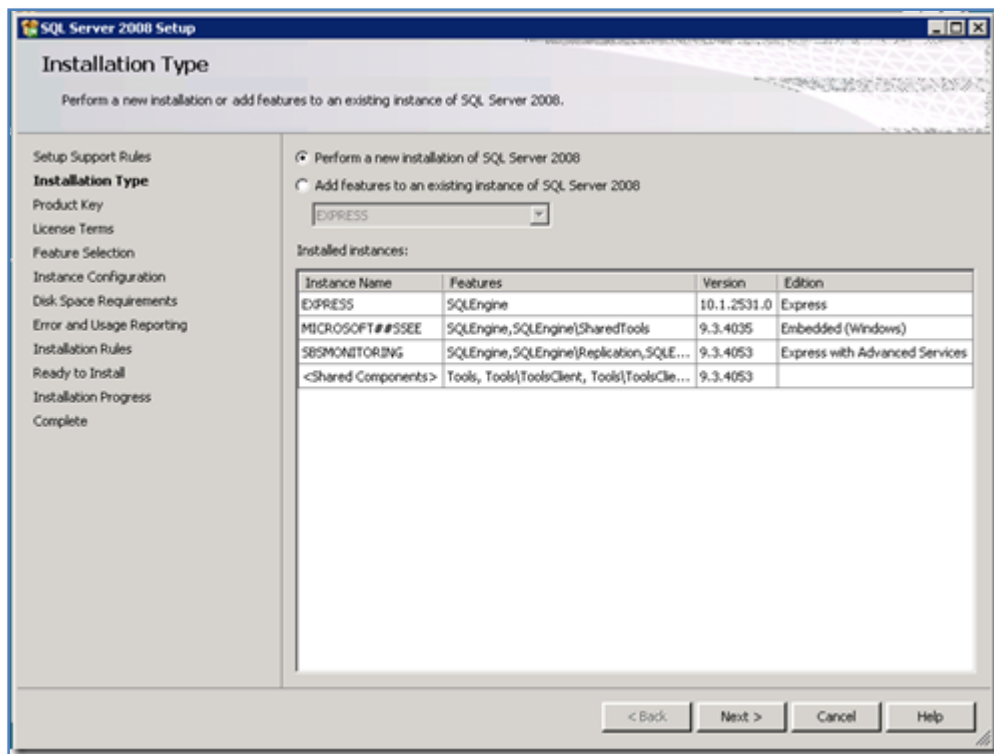 SQL Server 2008 Setup
Installation Type
Perform a new installation or add features to an existing instance of SQL Server 2008.
Setup Support Rules
Installation Type
Product Key
License Terms
Feature Selection
Instance Configuration
Disk Space Requirements
Error and Usage Reporting
Installation Rules
Ready to Install
Installation Progress
Complete
Perform a new installation of SQL Server 2008
Add features to an existing instance of SQL Server 2008
EXPRESS
Installed instances:
Instance Name Features Version Edition
EXPRESS SQLEngine 10.1.2531.0 Express
MICROSOFT##SSEE SQLEngine,SQLEngine\SharedTools 9.3.4035 Embedded (Windows)
SBSMONITORING SQLEngine,SQLEngine\Replication,SQLE... 9.3.4053 Express with Advanced Services
<Shared Components> Tools, Tools\ToolsClient, Tools\ToolsClie... 9.3.4053
< Back Next > Cancel Help